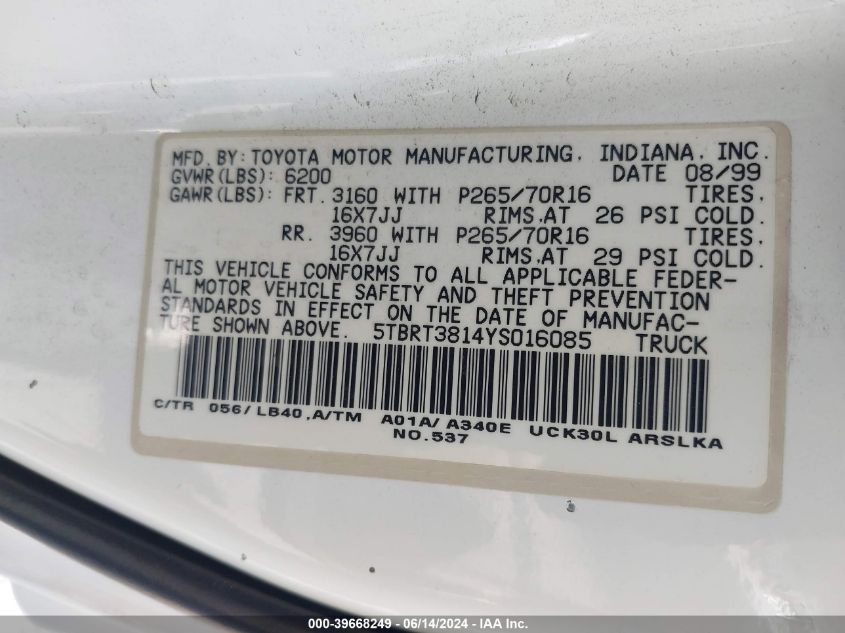 MFD. BY: TOYOTA MOTOR MANUFACTURING, INDIANA, INC.
GVWR(LBS): 6200 DATE 08/99
GAWR(LBS): FRT. 3160 WITH P265/70R16 TIRES,
16X7JJ RIMS,AT 26 PSI COLD.
RR. 3960 WITH P265/70R16 TIRES,
16X7JJ RIMS,AT 29 PSI COLD.
THIS VEHICLE CONFORMS TO ALL APPLICABLE FEDER-
AL MOTOR VEHICLE SAFETY AND THEFT PREVENTION
STANDARDS IN EFFECT ON THE DATE OF MANUFAC-
TURE SHOWN ABOVE. 5TBRT3814YS016085 TRUCK
C/TR 056/LB40,A/TM A01A/A340E UCK30L ARSLKA
NO.537
000-39668249 - 06/14/2024 - IAA Inc.